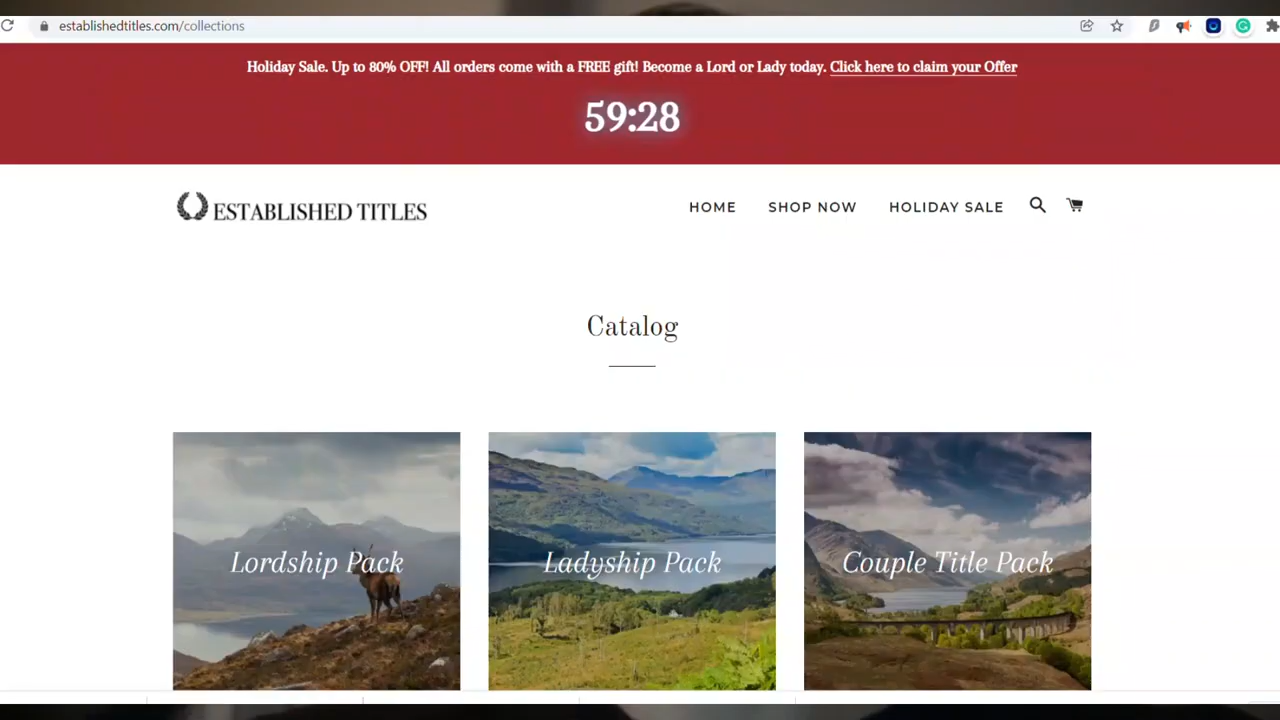 establishedtitles.com/collections
Holiday Sale. Up to 80% OFF! All orders come with a FREE gift! Become a Lord or Lady today. Click here to claim your Offer
59:28
ESTABLISHED TITLES
HOME SHOP NOW HOLIDAY SALE
Catalog
Lordship Pack
Ladyship Pack
Couple Title Pack